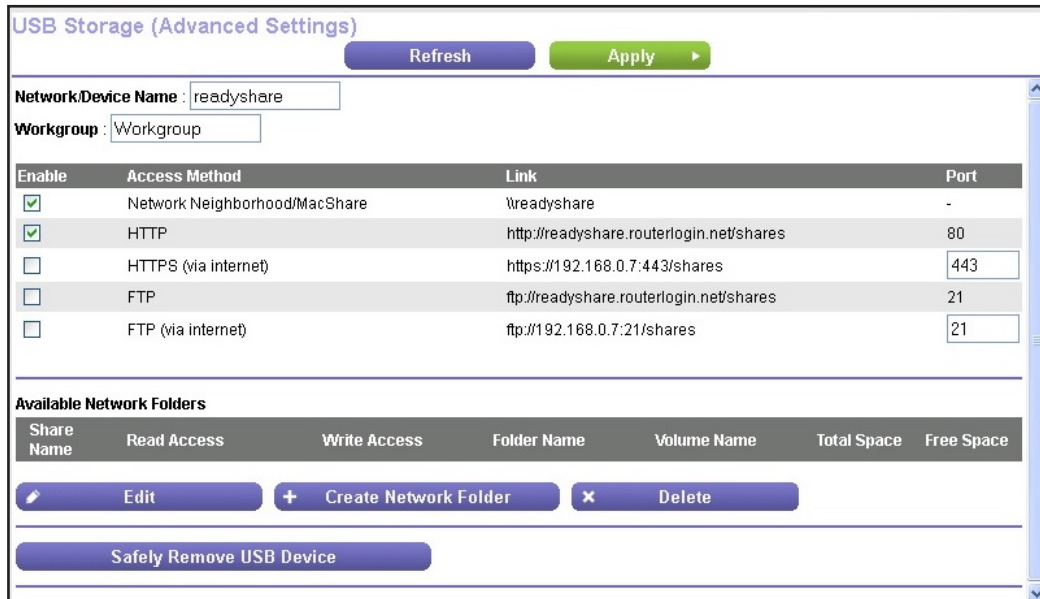 USB Storage (Advanced Settings)
Refresh Apply
Network/Device Name : readyshare
Workgroup : Workgroup
Enable Access Method Link Port
Network Neighborhood/MacShare \\readyshare -
HTTP http://readyshare.routerlogin.net/shares 80
HTTPS (via internet) https://192.168.0.7:443/shares 443
FTP ftp://readyshare.routerlogin.net/shares 21
FTP (via internet) ftp://192.168.0.7:21/shares 21
Available Network Folders
Share Name Read Access Write Access Folder Name Volume Name Total Space Free Space
Edit Create Network Folder Delete
Safely Remove USB Device